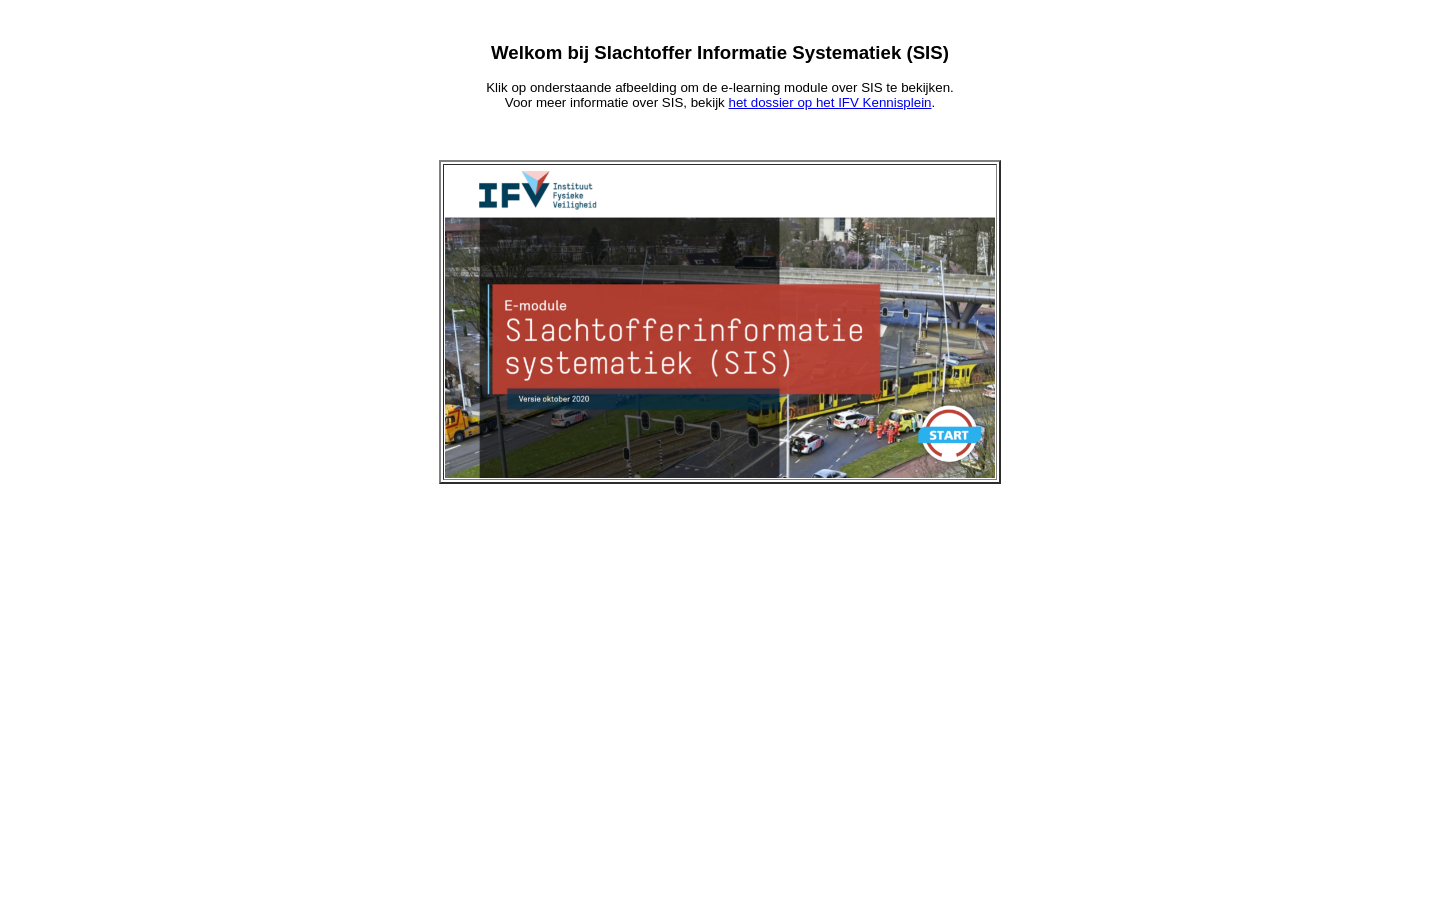 Welkom bij Slachtoffer Informatie Systematiek (SIS)
Klik op onderstaande afbeelding om de e-learning module over SIS te bekijken.
Voor meer informatie over SIS, bekijk het dossier op het IFV Kennisplein.
IFV Instituut
Fysieke
Veiligheid
E-module
Slachtofferinformatie
systematiek (SIS)
Versie oktober 2020
START